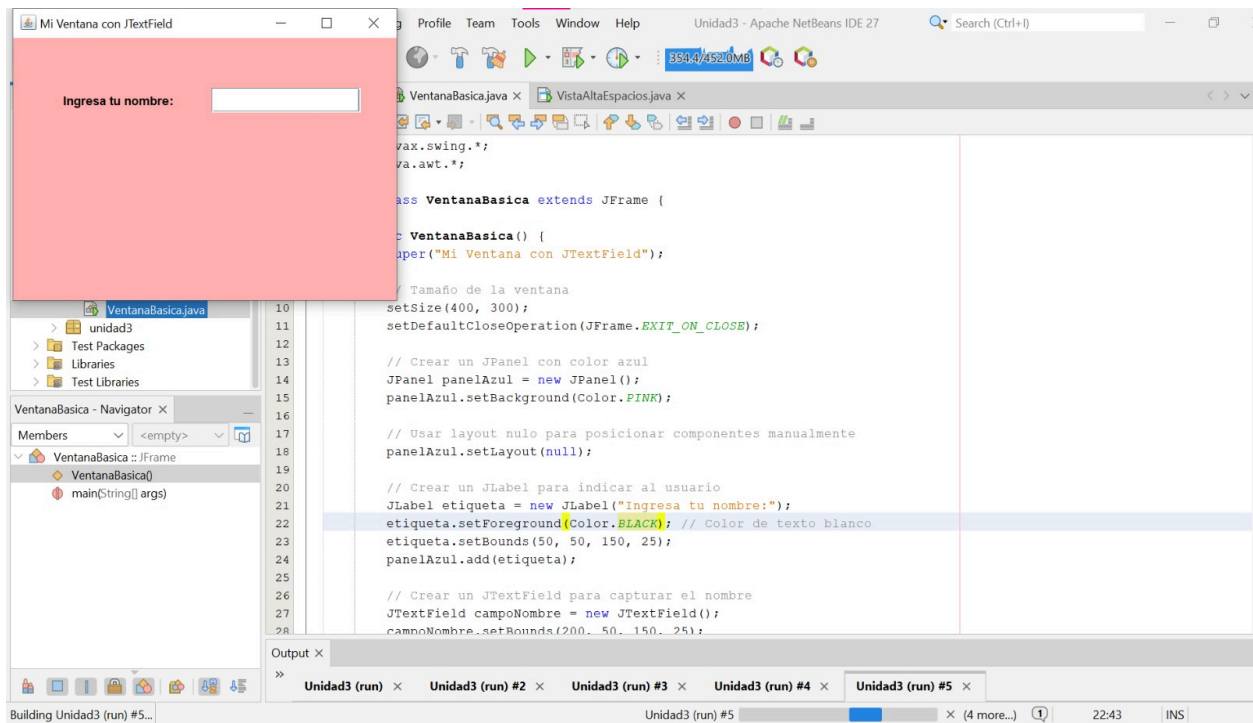 Mi Ventana con JTextField
Profile Team Tools Window Help
Unidad3 - Apache NetBeans IDE 27
Search (Ctrl+I)
354.4/452.0MB
Ingresa tu nombre:
VentanaBasica.java ×
VistaAltaEspacios.java ×
vax.swing.*;
va.awt.*;
ass VentanaBasica extends JFrame {
c VentanaBasica() {
uper("Mi Ventana con JTextField");
/ Tamaño de la ventana
10 setSize(400, 300);
11 setDefaultCloseOperation(JFrame.EXIT_ON_CLOSE);
12
13 // Crear un JPanel con color azul
14 JPanel panelAzul = new JPanel();
15 panelAzul.setBackground(Color.PINK);
16
17 // Usar layout nulo para posicionar componentes manualmente
18 panelAzul.setLayout(null);
19
20 // Crear un JLabel para indicar al usuario
21 JLabel etiqueta = new JLabel("Ingresa tu nombre:");
22 etiqueta.setForeground(Color.BLACK); // Color de texto blanco
23 etiqueta.setBounds(50, 50, 150, 25);
24 panelAzul.add(etiqueta);
25
26 // Crear un JTextField para capturar el nombre
27 JTextField campoNombre = new JTextField();
28 campoNombre.setBounds(200, 50, 150, 25);
VentanaBasica.java
unidad3
Test Packages
Libraries
Test Libraries
VentanaBasica - Navigator ×
Members <empty>
VentanaBasica :: JFrame
VentanaBasica()
main(String[] args)
Output ×
Unidad3 (run) × Unidad3 (run) #2 × Unidad3 (run) #3 × Unidad3 (run) #4 × Unidad3 (run) #5 ×
Building Unidad3 (run) #5...
Unidad3 (run) #5
(4 more...)
1
22:43
INS